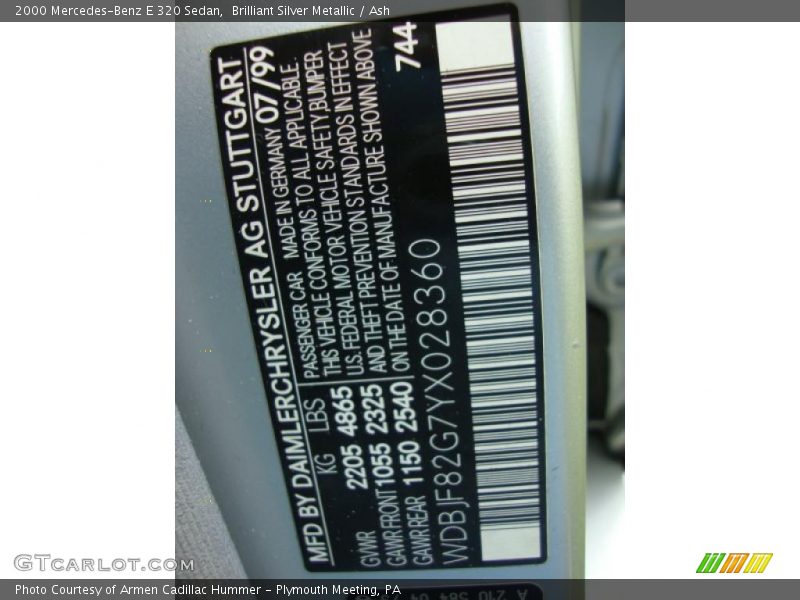 2000 Mercedes-Benz E 320 Sedan, Brilliant Silver Metallic / Ash
MFD BY DAIMLERCHRYSLER AG STUTTGART
KG LBS PASSENGER CAR MADE IN GERMANY 07/99
THIS VEHICLE CONFORMS TO ALL APPLICABLE
GVWR 2205 4865 U.S. FEDERAL MOTOR VEHICLE SAFETY, BUMPER
GAWR FRONT 1055 2325 AND THEFT PREVENTION STANDARDS IN EFFECT
GAWR REAR 1150 2540 ON THE DATE OF MANUFACTURE SHOWN ABOVE
WDBJF82G7YX028360 744
A 210 584 04
GTCarLot.com
Photo Courtesy of Armen Cadillac Hummer - Plymouth Meeting, PA